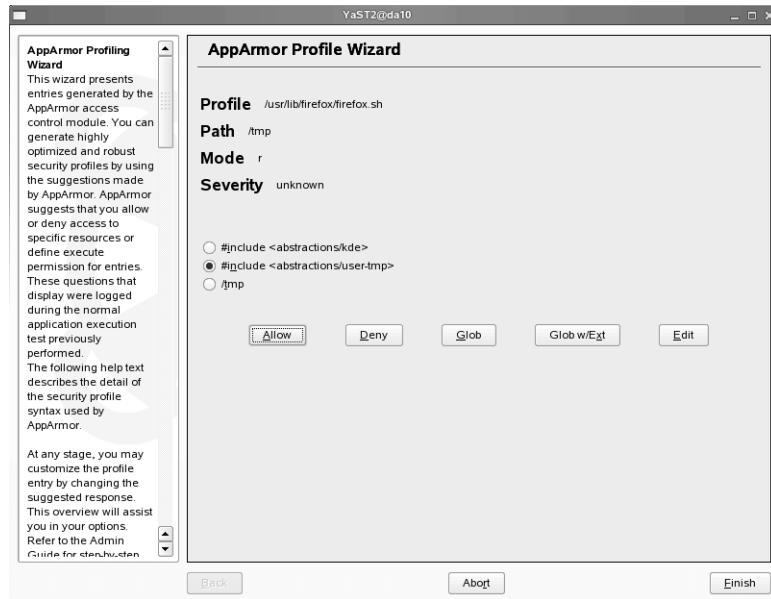 YaST2@da10
AppArmor Profiling
Wizard
This wizard presents
entries generated by the
AppArmor access
control module. You can
generate highly
optimized and robust
security profiles by using
the suggestions made
by AppArmor. AppArmor
suggests that you allow
or deny access to
specific resources or
define execute
permission for entries.
These questions that
display were logged
during the normal
application execution
test previously
performed.
The following help text
describes the detail of
the security profile
syntax used by
AppArmor.
At any stage, you may
customize the profile
entry by changing the
suggested response.
This overview will assist
you in your options.
Refer to the Admin
Guide for step-by-step
AppArmor Profile Wizard
Profile /usr/lib/firefox/firefox.sh
Path /tmp
Mode r
Severity unknown
#include <abstractions/kde>
#include <abstractions/user-tmp>
/tmp
Allow Deny Glob Glob w/Ext Edit
Back Abort Finish